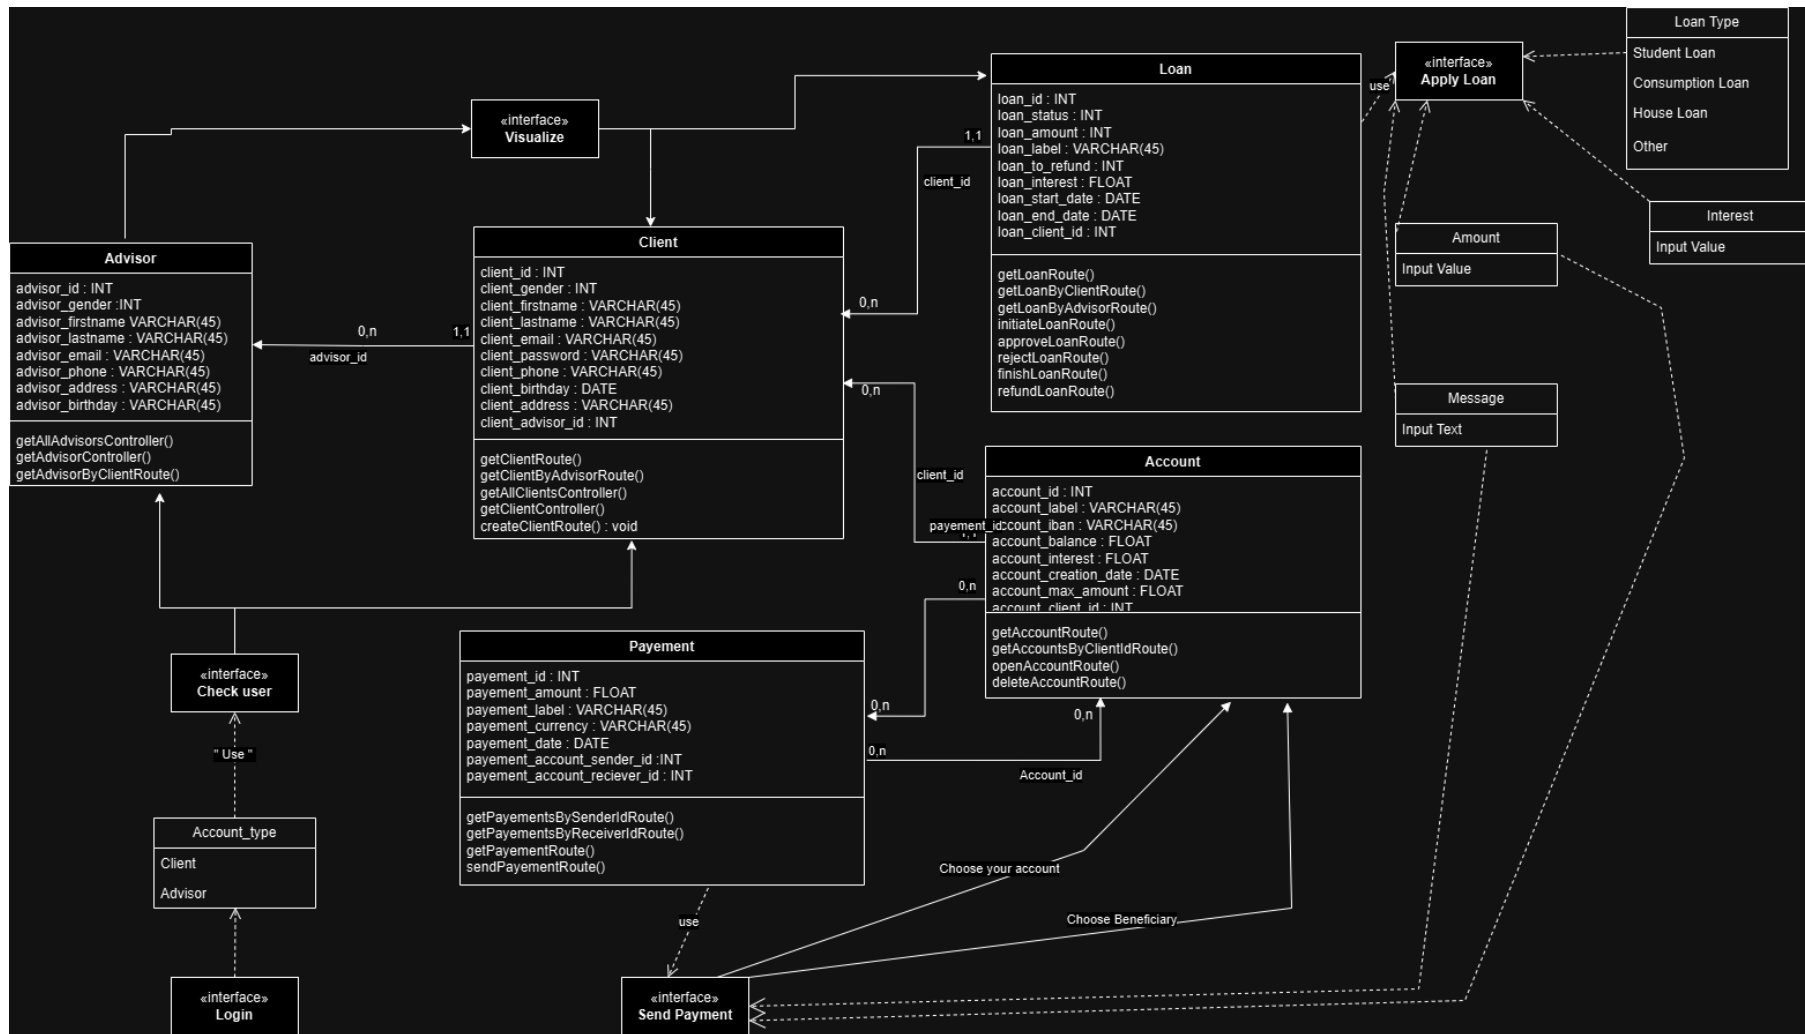 Loan Type
Student Loan
Consumption Loan
House Loan
Other
«interface»
Apply Loan
use
Loan
loan_id : INT
loan_status : INT
loan_amount : INT
loan_label : VARCHAR(45)
loan_to_refund : INT
loan_interest : FLOAT
loan_start_date : DATE
loan_end_date : DATE
loan_client_id : INT
getLoanRoute()
getLoanByClientRoute()
getLoanByAdvisorRoute()
initiateLoanRoute()
approveLoanRoute()
rejectLoanRoute()
finishLoanRoute()
refundLoanRoute()
«interface»
Visualize
1,1
client_id
0,n
Interest
Input Value
Amount
Input Value
Message
Input Text
Advisor
advisor_id : INT
advisor_gender :INT
advisor_firstname VARCHAR(45)
advisor_lastname : VARCHAR(45)
advisor_email : VARCHAR(45)
advisor_phone : VARCHAR(45)
advisor_address : VARCHAR(45)
advisor_birthday : VARCHAR(45)
getAllAdvisorsController()
getAdvisorController()
getAdvisorByClientRoute()
0,n
1,1
advisor_id
Client
client_id : INT
client_gender : INT
client_firstname : VARCHAR(45)
client_lastname : VARCHAR(45)
client_email : VARCHAR(45)
client_password : VARCHAR(45)
client_phone : VARCHAR(45)
client_birthday : DATE
client_address : VARCHAR(45)
client_advisor_id : INT
getClientRoute()
getClientByAdvisorRoute()
getAllClientsController()
getClientController()
createClientRoute() : void
0,n
client_id
payement_id
1,1
Account
account_id : INT
account_label : VARCHAR(45)
account_iban : VARCHAR(45)
account_balance : FLOAT
account_interest : FLOAT
account_creation_date : DATE
account_max_amount : FLOAT
account_client_id : INT
getAccountRoute()
getAccountsByClientIdRoute()
openAccountRoute()
deleteAccountRoute()
0,n
0,n
0,n
0,n
Account_id
Payement
payement_id : INT
payement_amount : FLOAT
payement_label : VARCHAR(45)
payement_currency : VARCHAR(45)
payement_date : DATE
payement_account_sender_id :INT
payement_account_reciever_id : INT
getPayementsBySenderIdRoute()
getPayementsByReceiverIdRoute()
getPayementRoute()
sendPayementRoute()
«interface»
Check user
" Use "
Account_type
Client
Advisor
«interface»
Login
use
Choose your account
Choose Beneficiary
«interface»
Send Payment